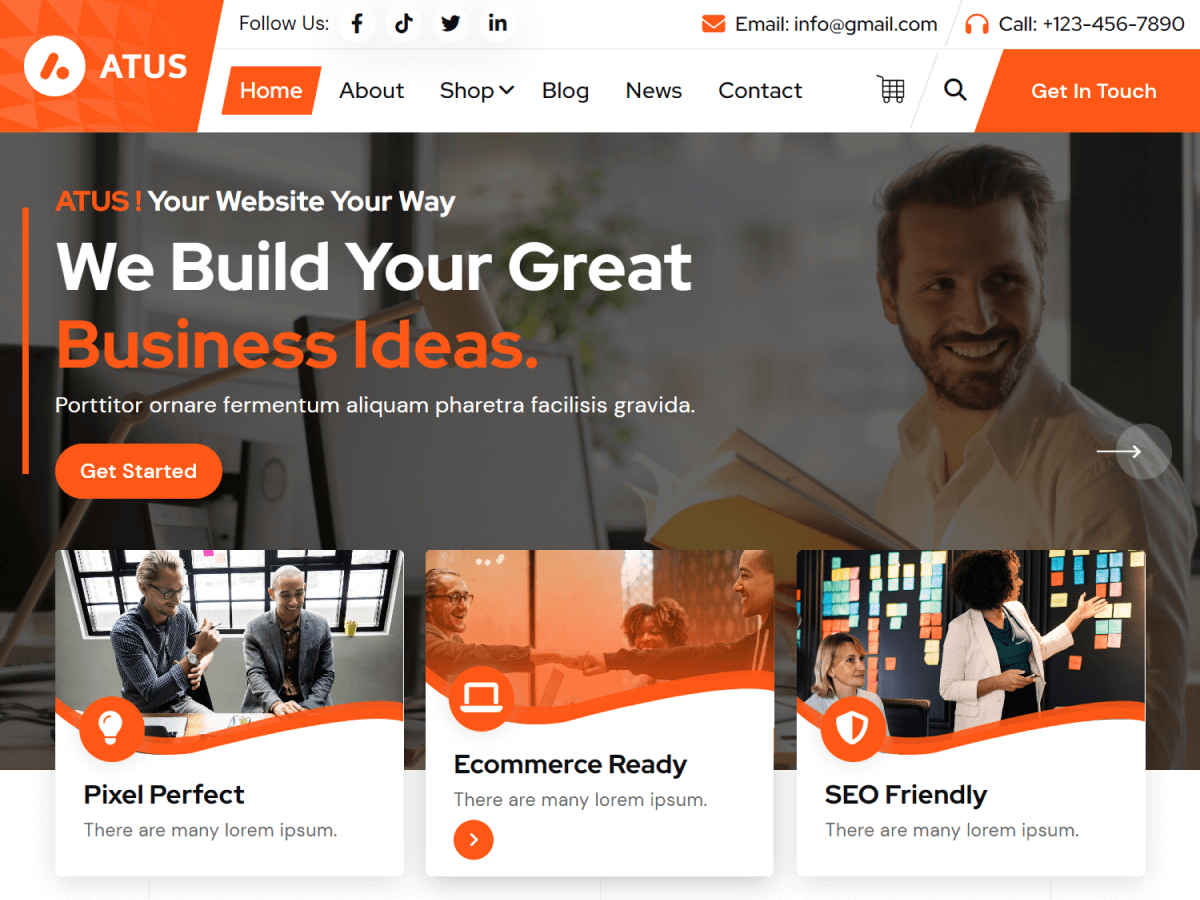 Follow Us:
Email: info@gmail.com
Call: +123-456-7890
ATUS
Home
About
Shop
Blog
News
Contact
Get In Touch
ATUS ! Your Website Your Way
We Build Your Great
Business Ideas.
Porttitor ornare fermentum aliquam pharetra facilisis gravida.
Get Started
Pixel Perfect
There are many lorem ipsum.
Ecommerce Ready
There are many lorem ipsum.
SEO Friendly
There are many lorem ipsum.